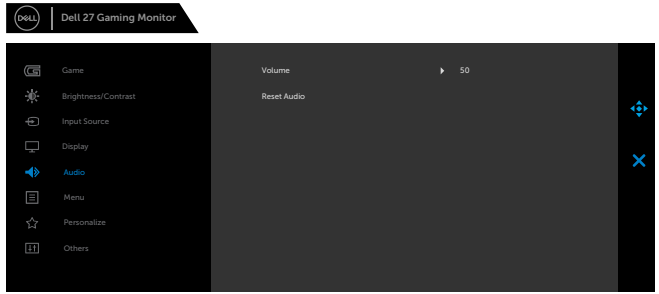 DELL
Dell 27 Gaming Monitor
Game
Volume 50
Brightness/Contrast
Reset Audio
Input Source
Display
Audio
Menu
Personalize
Others